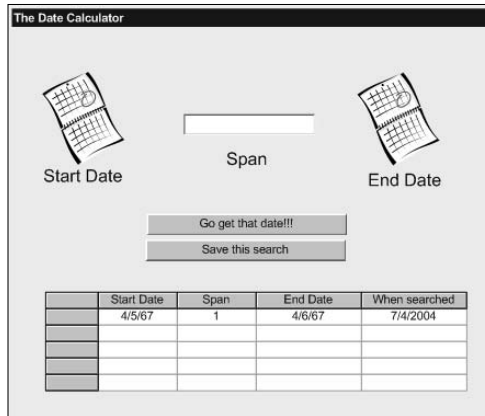 The Date Calculator
Start Date
Span
End Date
Go get that date!!!
Save this search
Start Date Span End Date When searched
4/5/67 1 4/6/67 7/4/2004